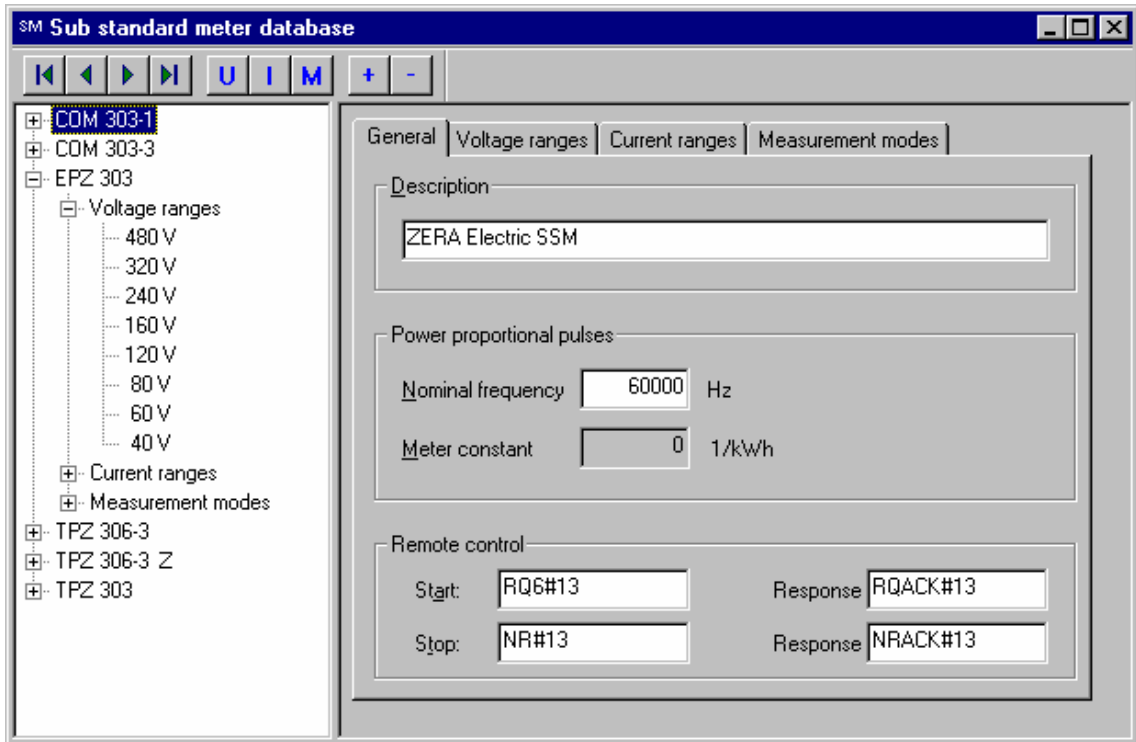 SM Sub standard meter database
U I M + -
COM 303-1
COM 303-3
EPZ 303
Voltage ranges
480 V
320 V
240 V
160 V
120 V
80 V
60 V
40 V
Current ranges
Measurement modes
TPZ 306-3
TPZ 306-3 Z
TPZ 303
General Voltage ranges Current ranges Measurement modes
Description
ZERA Electric SSM
Power proportional pulses
Nominal frequency 60000 Hz
Meter constant 0 1/kWh
Remote control
Start: RQ6#13 Response RQACK#13
Stop: NR#13 Response NRACK#13